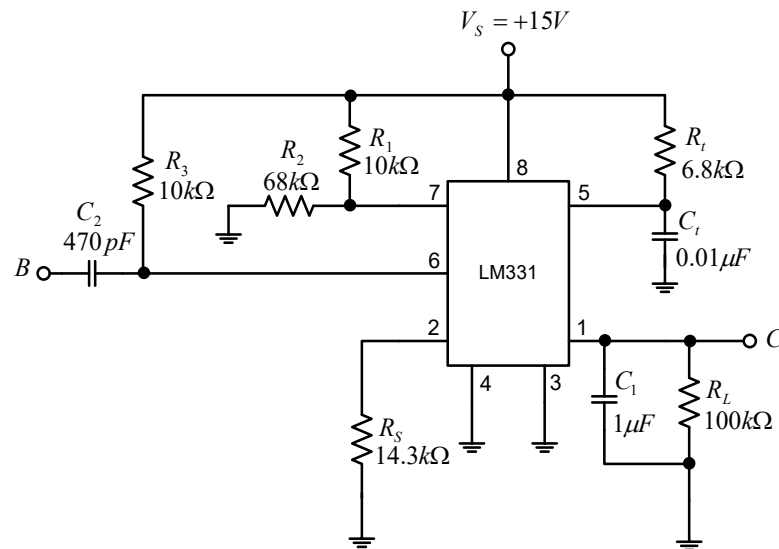 V_S = +15V
R_1
10kΩ
R_t
6.8kΩ
R_2
68kΩ
R_3
10kΩ
8
7
5
C_2
470pF
C_t
0.01μF
B
6
LM331
2
1
C
4
3
C_1
1μF
R_L
100kΩ
R_S
14.3kΩ